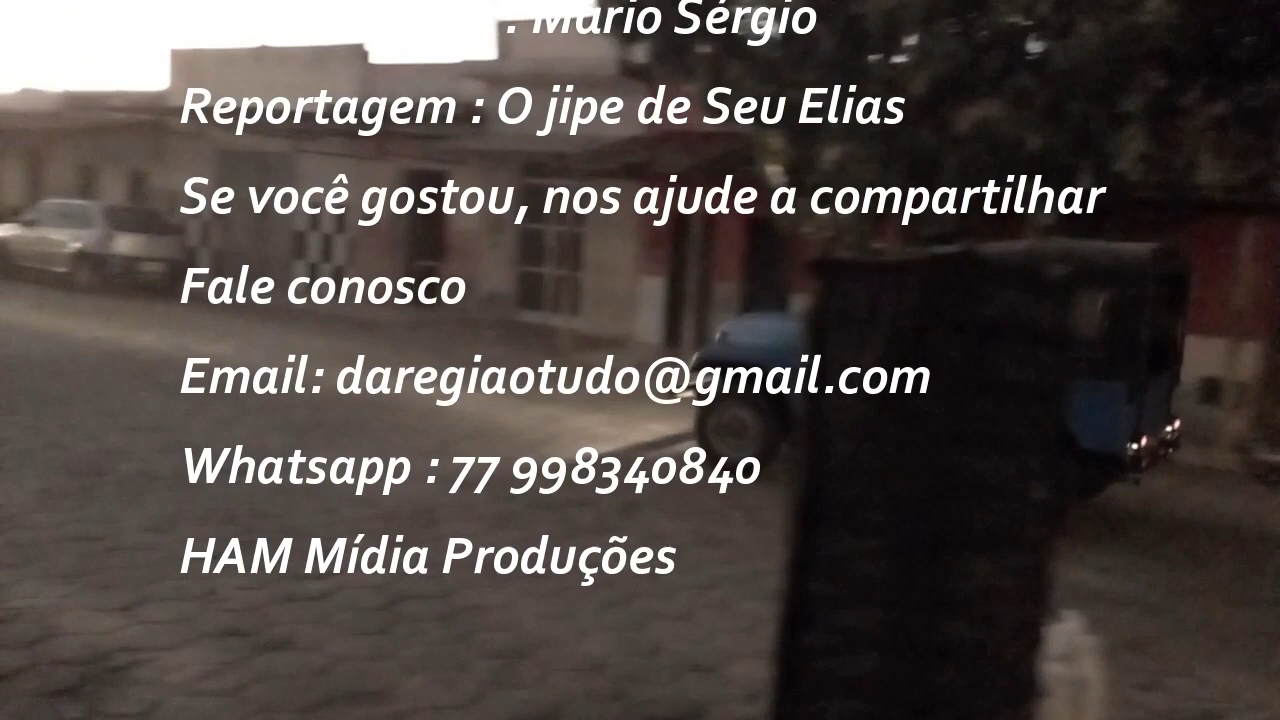 : Mário Sérgio
Reportagem : O jipe de Seu Elias
Se você gostou, nos ajude a compartilhar
Fale conosco
Email: daregiaotudo@gmail.com
Whatsapp : 77 998340840
HAM Mídia Produções